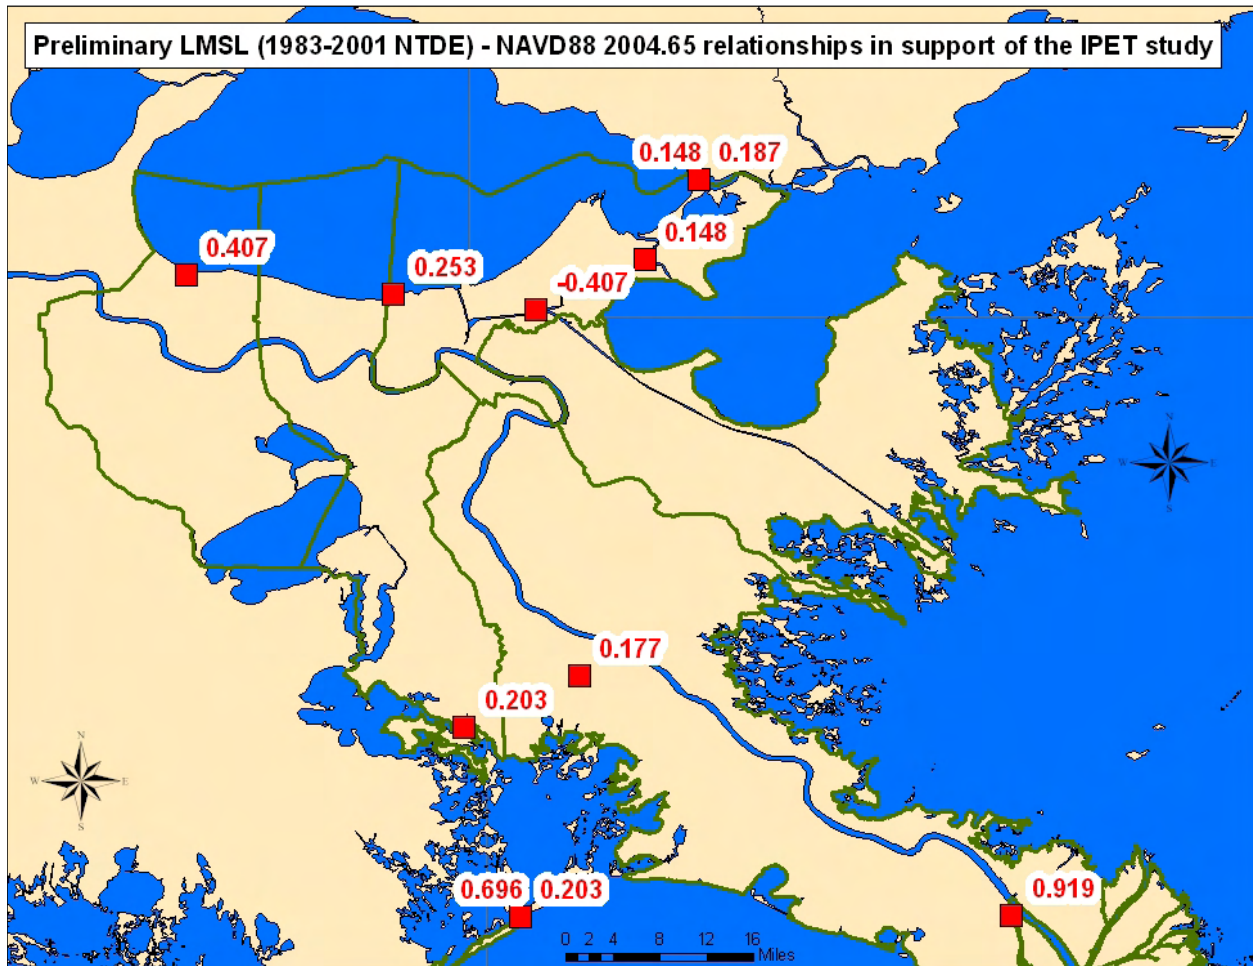 Preliminary LMSL (1983-2001 NTDE) - NAVD88 2004.65 relationships in support of the IPET study
0.148 0.187
0.148
0.407
0.253
-0.407
N
W E
S
0.177
0.203
N
W E
S
0.696 0.203
0.919
0 2 4 8 12 16
Miles